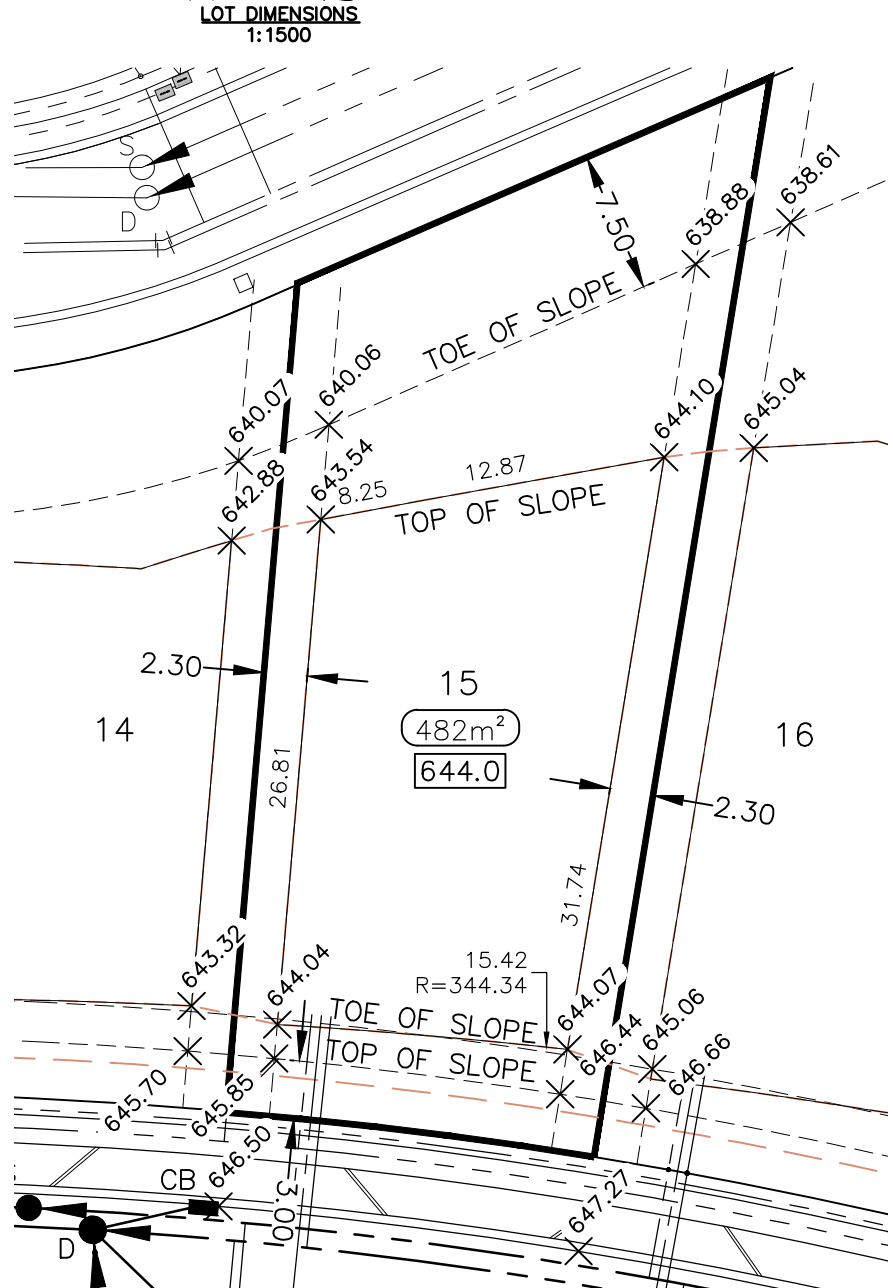 LOT DIMENSIONS
1:1500
S
D
7.50
638.88
638.61
TOE OF SLOPE
640.07
640.06
642.88
643.54
644.10
645.04
8.25
12.87
TOP OF SLOPE
2.30
15
14
482m²
16
644.0
26.81
2.30
31.74
643.32
644.04
15.42
R=344.34
644.07
645.06
TOE OF SLOPE
646.44
TOP OF SLOPE
646.66
645.70
645.85
646.50
CB
3.00
647.27
D